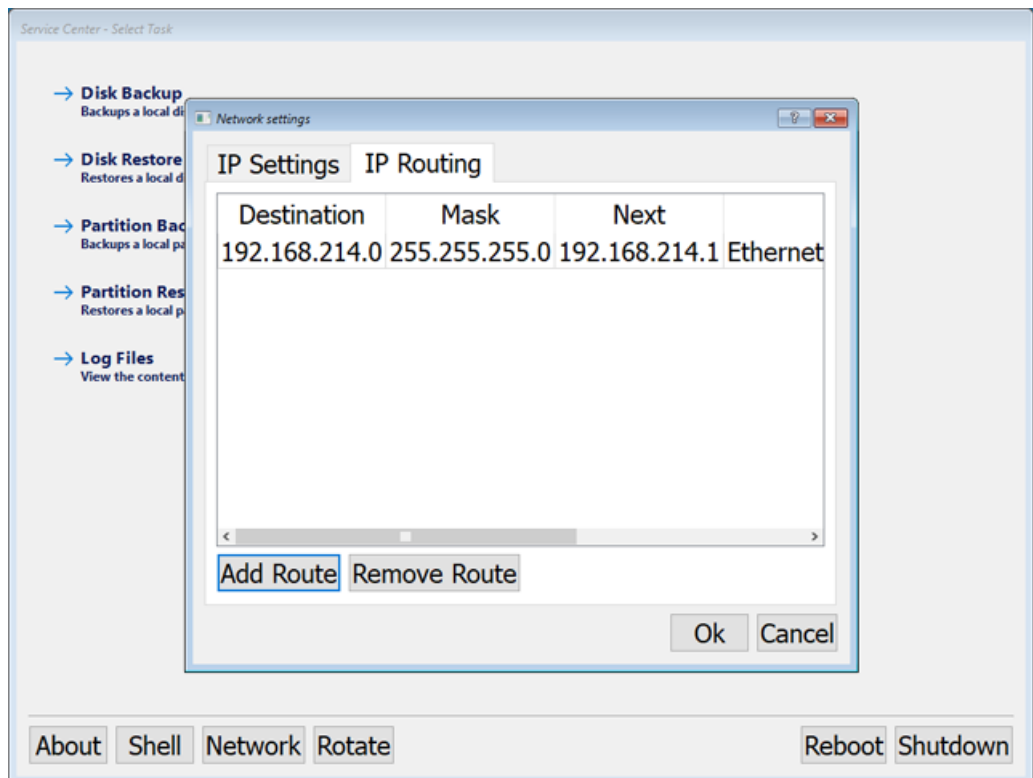 Service Center - Select Task
Disk Backup
Backups a local di
Disk Restore
Restores a local d
Partition Bac
Backups a local pa
Partition Res
Restores a local p
Log Files
View the content
Network settings
?
IP Settings IP Routing
Destination Mask Next
192.168.214.0 255.255.255.0 192.168.214.1 Ethernet
Add Route Remove Route
Ok Cancel
About Shell Network Rotate Reboot Shutdown